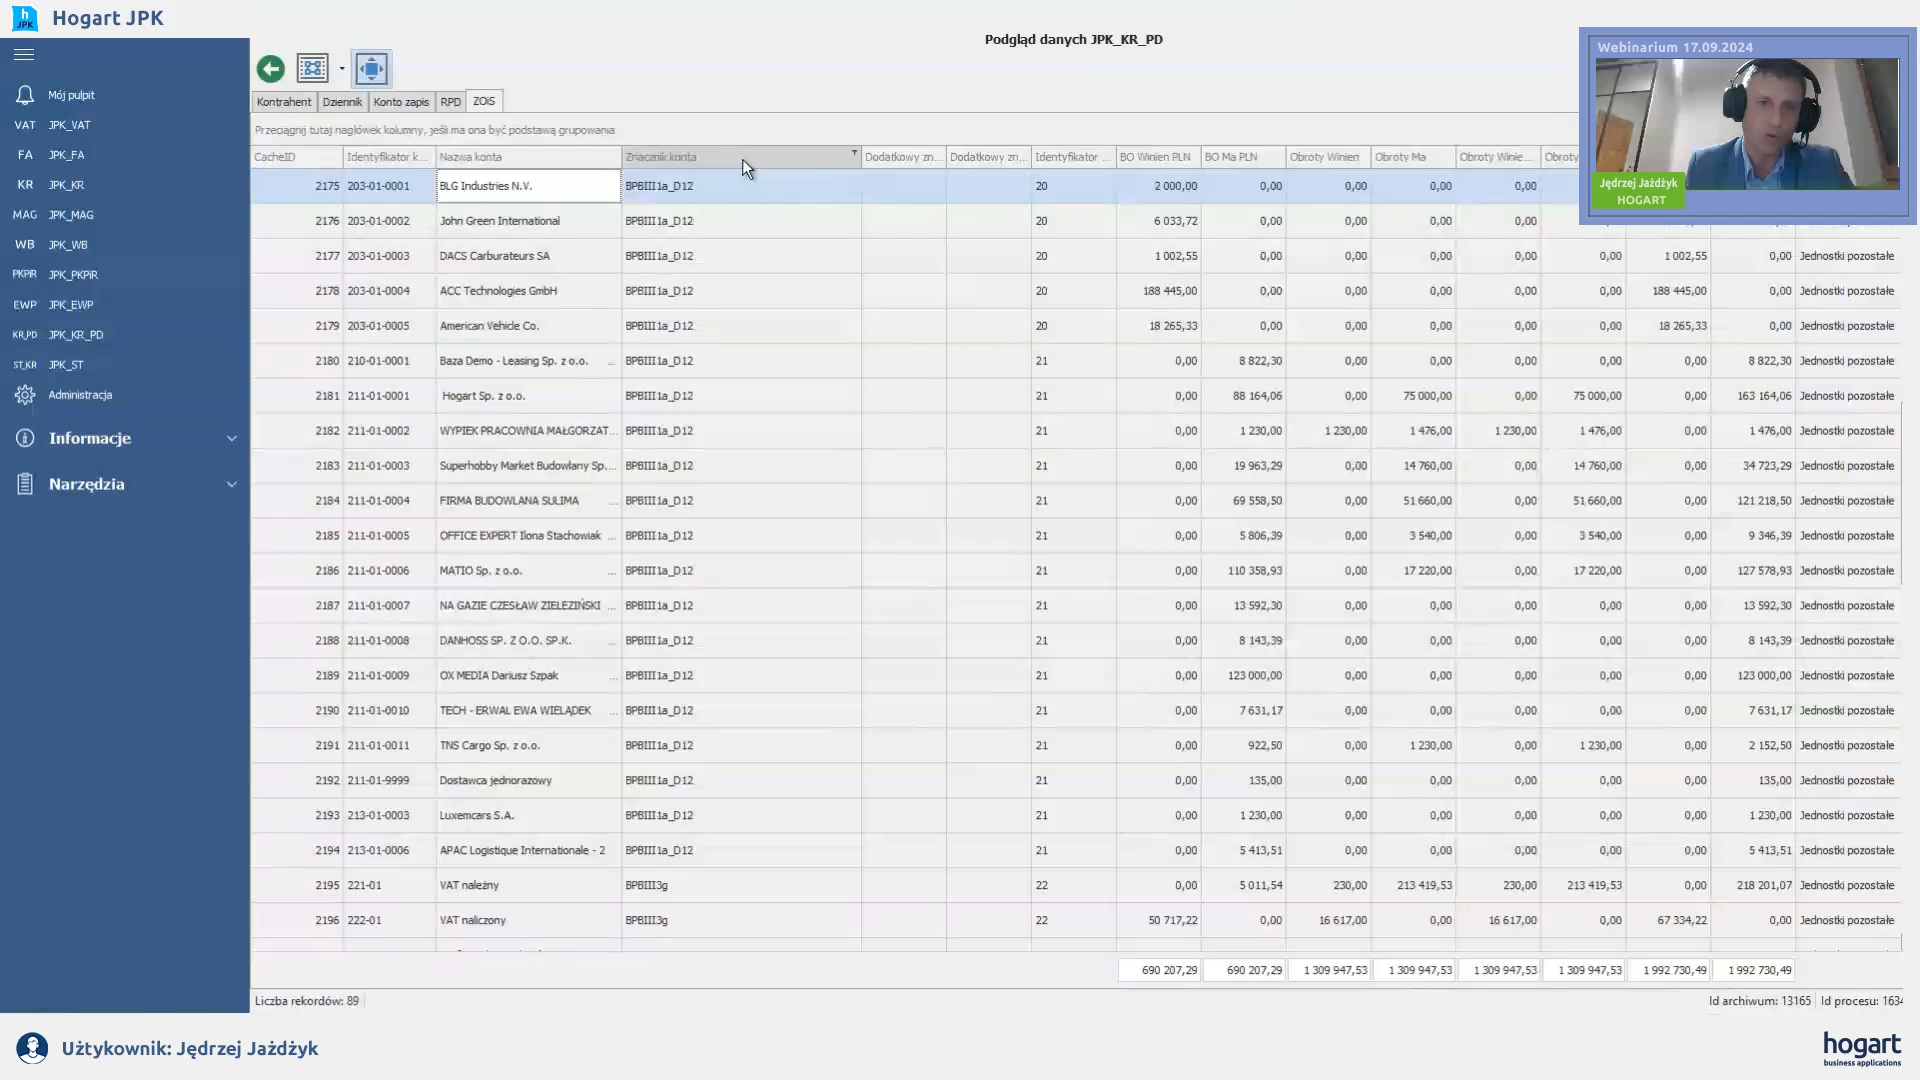 Hogart JPK
Podgląd danych JPK_KR_PD
Webinarium 17.09.2024
Jędrzej Jażdżyk
HOGART
Mój pulpit
VAT JPK_VAT
FA JPK_FA
KR JPK_KR
MAG JPK_MAG
WB JPK_WB
PKPiR JPK_PKPiR
EWP JPK_EWP
KR_PD JPK_KR_PD
ST_KR JPK_ST
Administracja
Informacje
Narzędzia
Kontrahent Dziennik Konto zapis RPD ZOiS
Przeciągnij tutaj nagłówek kolumny, jeśli ma ona być podstawą grupowania
CacheID Identyfikator k... Nazwa konta Znacznik konta Dodatkowy zn... Dodatkowy zn... Identyfikator ... BO Winien PLN BO Ma PLN Obroty Winien Obroty Ma Obroty Winie... Obroty
2175 203-01-0001 BLG Industries N.V. BPBIII1a_D12 20 2 000,00 0,00 0,00 0,00 0,00
2176 203-01-0002 John Green International BPBIII1a_D12 20 6 033,72 0,00 0,00 0,00 0,00
2177 203-01-0003 DACS Carburateurs SA BPBIII1a_D12 20 1 002,55 0,00 0,00 0,00 0,00 0,00 1 002,55 0,00 Jednostki pozostałe
2178 203-01-0004 ACC Technologies GmbH BPBIII1a_D12 20 188 445,00 0,00 0,00 0,00 0,00 0,00 188 445,00 0,00 Jednostki pozostałe
2179 203-01-0005 American Vehicle Co. BPBIII1a_D12 20 18 265,33 0,00 0,00 0,00 0,00 0,00 18 265,33 0,00 Jednostki pozostałe
2180 210-01-0001 Baza Demo - Leasing Sp. z o.o. ... BPBIII1a_D12 21 0,00 8 822,30 0,00 0,00 0,00 0,00 0,00 8 822,30 Jednostki pozostałe
2181 211-01-0001 Hogart Sp. z o.o. BPBIII1a_D12 21 0,00 88 164,06 0,00 75 000,00 0,00 75 000,00 0,00 163 164,06 Jednostki pozostałe
2182 211-01-0002 WYPIEK PRACOWNIA MAŁGORZAT... BPBIII1a_D12 21 0,00 1 230,00 1 230,00 1 476,00 1 230,00 1 476,00 0,00 1 476,00 Jednostki pozostałe
2183 211-01-0003 Superhobby Market Budowlany Sp.... BPBIII1a_D12 21 0,00 19 963,29 0,00 14 760,00 0,00 14 760,00 0,00 34 723,29 Jednostki pozostałe
2184 211-01-0004 FIRMA BUDOWLANA SULIMA ... BPBIII1a_D12 21 0,00 69 558,50 0,00 51 660,00 0,00 51 660,00 0,00 121 218,50 Jednostki pozostałe
2185 211-01-0005 OFFICE EXPERT Ilona Stachowiak ... BPBIII1a_D12 21 0,00 5 806,39 0,00 3 540,00 0,00 3 540,00 0,00 9 346,39 Jednostki pozostałe
2186 211-01-0006 MATIO Sp. z o.o. ... BPBIII1a_D12 21 0,00 110 358,93 0,00 17 220,00 0,00 17 220,00 0,00 127 578,93 Jednostki pozostałe
2187 211-01-0007 NA GAZIE CZESŁAW ZIELEZIŃSKI ... BPBIII1a_D12 21 0,00 13 592,30 0,00 0,00 0,00 0,00 0,00 13 592,30 Jednostki pozostałe
2188 211-01-0008 DANHOSS SP. Z O.O. SP.K. ... BPBIII1a_D12 21 0,00 8 143,39 0,00 0,00 0,00 0,00 0,00 8 143,39 Jednostki pozostałe
2189 211-01-0009 OX MEDIA Dariusz Szpak ... BPBIII1a_D12 21 0,00 123 000,00 0,00 0,00 0,00 0,00 0,00 123 000,00 Jednostki pozostałe
2190 211-01-0010 TECH - ERWAL EWA WIELĄDEK ... BPBIII1a_D12 21 0,00 7 631,17 0,00 0,00 0,00 0,00 0,00 7 631,17 Jednostki pozostałe
2191 211-01-0011 TNS Cargo Sp. z o.o. BPBIII1a_D12 21 0,00 922,50 0,00 1 230,00 0,00 1 230,00 0,00 2 152,50 Jednostki pozostałe
2192 211-01-9999 Dostawca jednorazowy BPBIII1a_D12 21 0,00 135,00 0,00 0,00 0,00 0,00 0,00 135,00 Jednostki pozostałe
2193 213-01-0003 Luxemcars S.A. BPBIII1a_D12 21 0,00 1 230,00 0,00 0,00 0,00 0,00 0,00 1 230,00 Jednostki pozostałe
2194 213-01-0006 APAC Logistique Internationale - 2 BPBIII1a_D12 21 0,00 5 413,51 0,00 0,00 0,00 0,00 0,00 5 413,51 Jednostki pozostałe
2195 221-01 VAT należny BPBIII3g 22 0,00 5 011,54 230,00 213 419,53 230,00 213 419,53 0,00 218 201,07 Jednostki pozostałe
2196 222-01 VAT naliczony BPBIII3g 22 50 717,22 0,00 16 617,00 0,00 16 617,00 0,00 67 334,22 0,00 Jednostki pozostałe
690 207,29 690 207,29 1 309 947,53 1 309 947,53 1 309 947,53 1 309 947,53 1 992 730,49 1 992 730,49
Liczba rekordów: 89 Id archiwum: 13165 Id procesu: 1634
Użtykownik: Jędrzej Jażdżyk
hogart
business applications